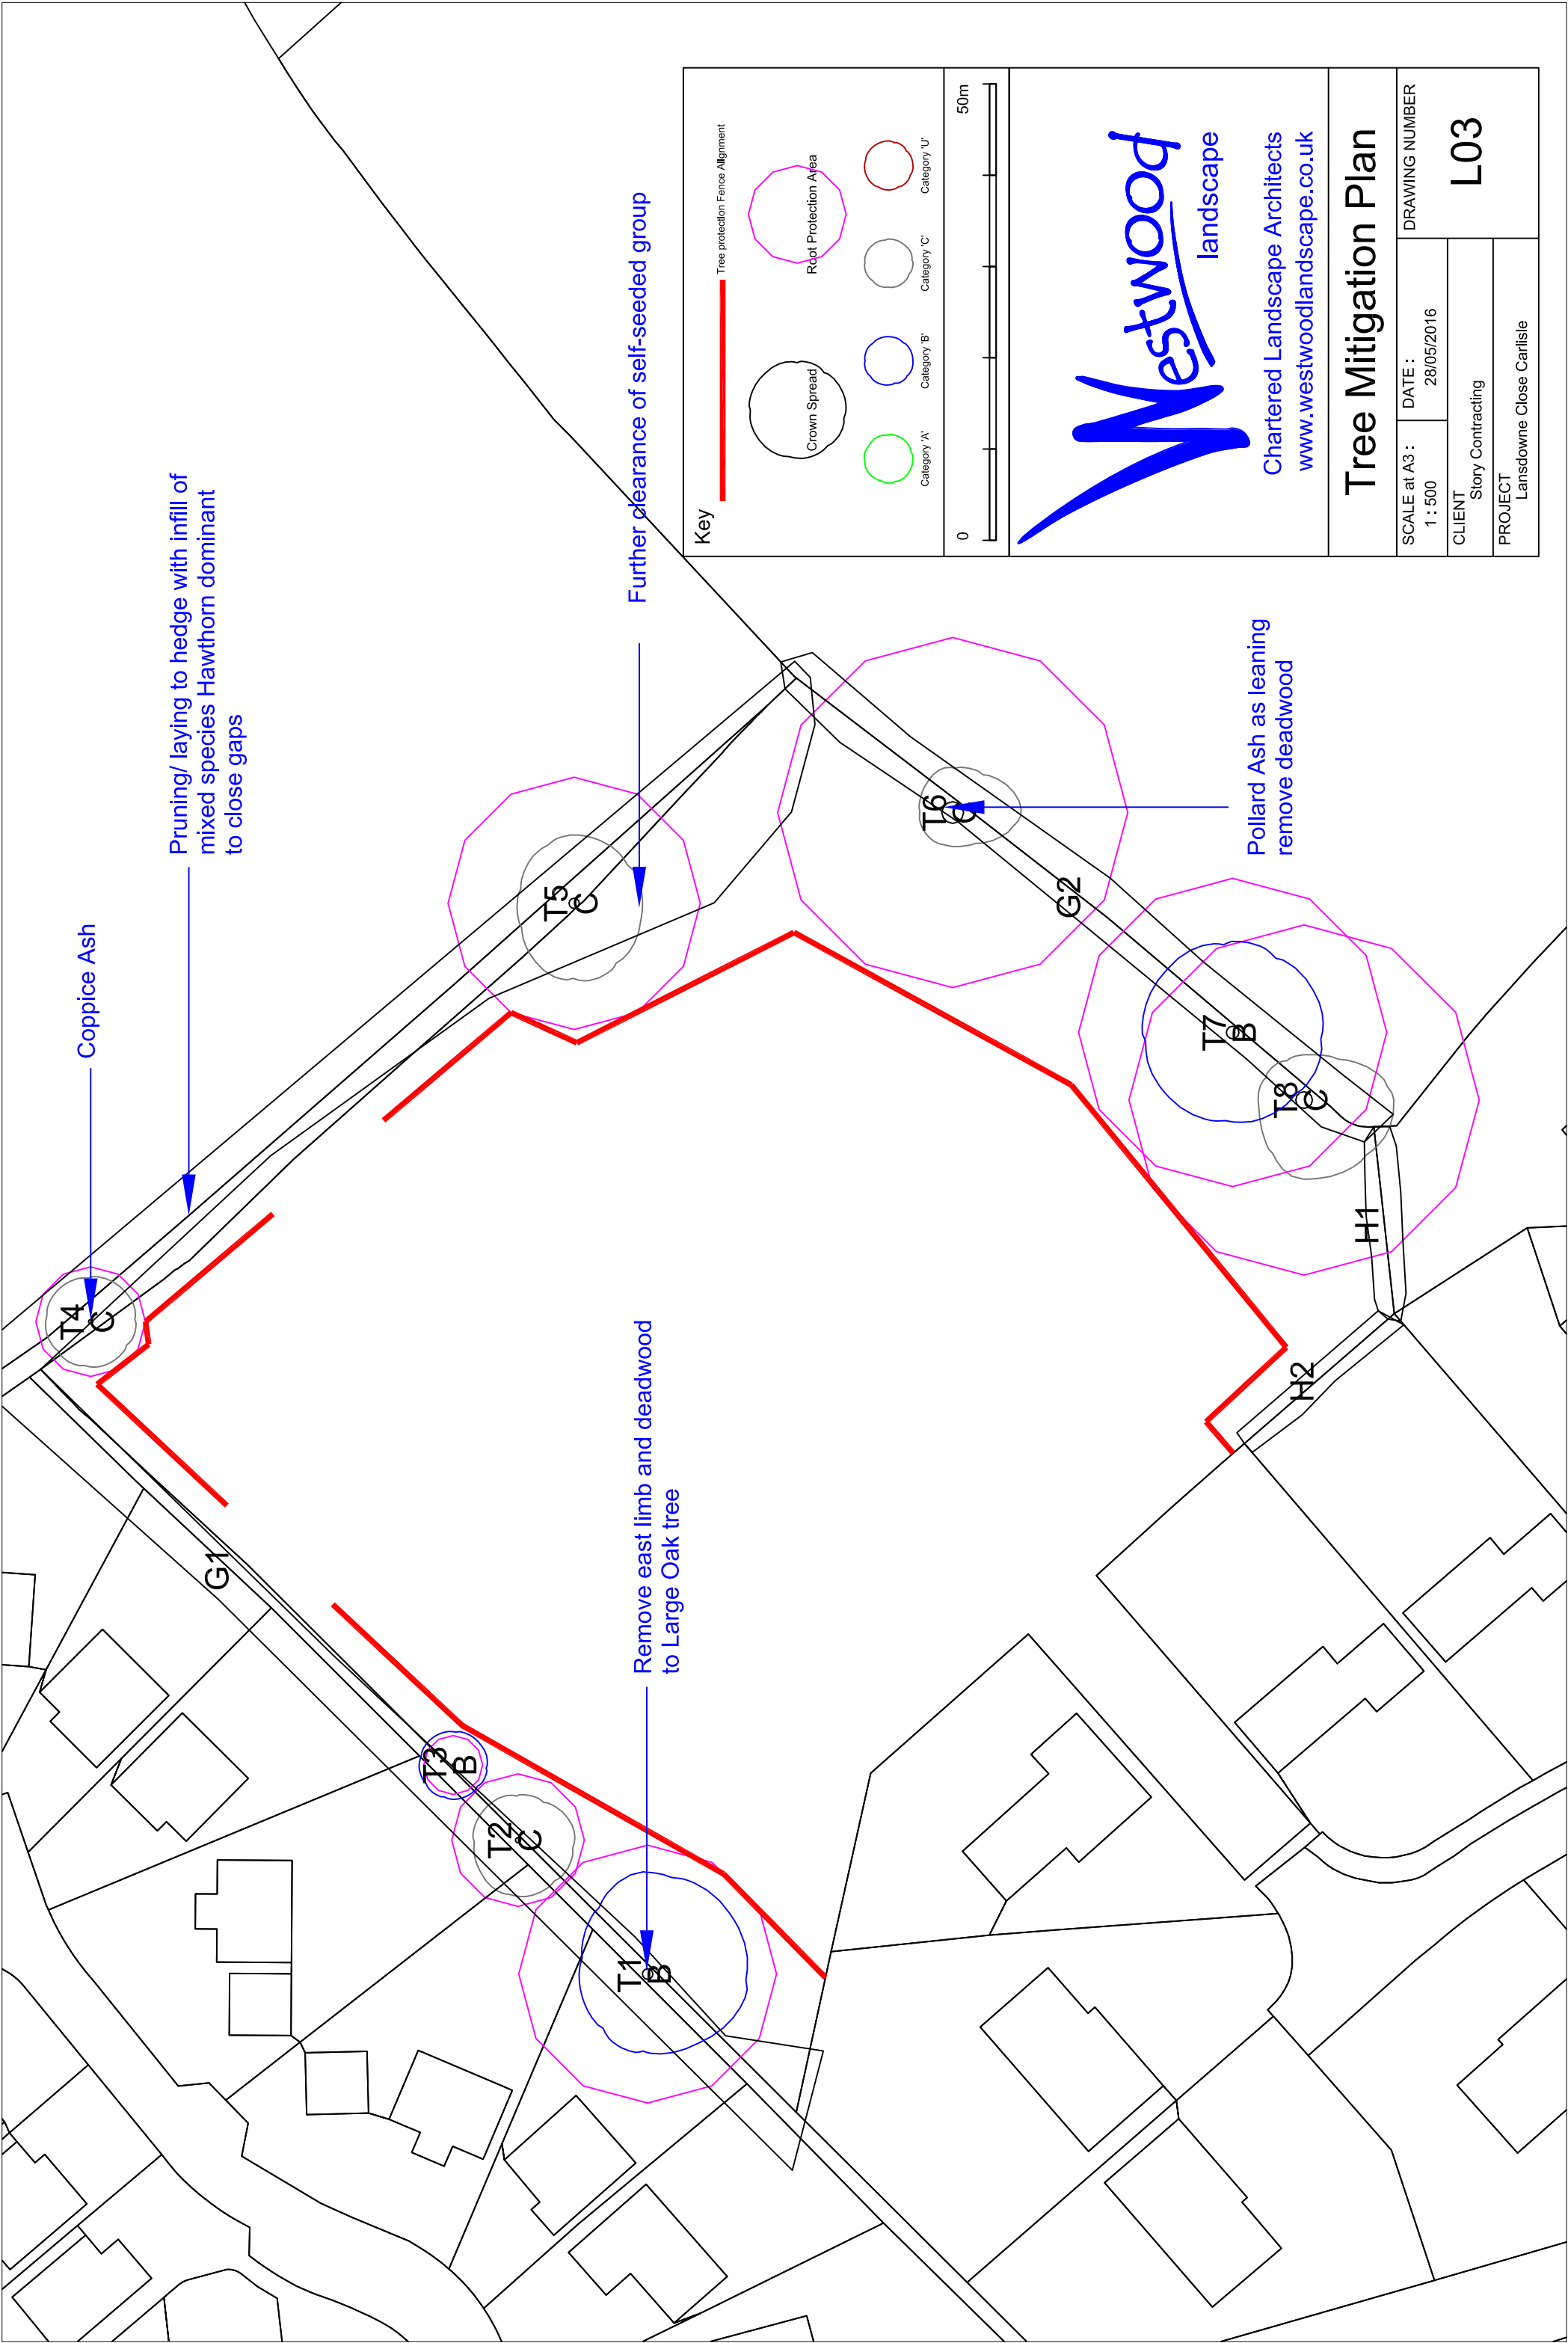 Coppice Ash
Pruning/ laying to hedge with infill of
mixed species Hawthorn dominant
to close gaps
Further clearance of self-seeded group
Remove east limb and deadwood
to Large Oak tree
Pollard Ash as leaning
remove deadwood
T4
C
G1
T3
B
T2
C
T1
B
T5
C
T6
C
G2
T7
B
T8
C
H1
H2
Key
Tree protection Fence Alignment
Crown Spread
Root Protection Area
Category 'A'
Category 'B'
Category 'C'
Category 'U'
0
50m
Westwood
landscape
Chartered Landscape Architects
www.westwoodlandscape.co.uk
Tree Mitigation Plan
SCALE at A3 :
1 : 500
DATE :
28/05/2016
DRAWING NUMBER
L03
CLIENT
Story Contracting
PROJECT
Lansdowne Close Carlisle